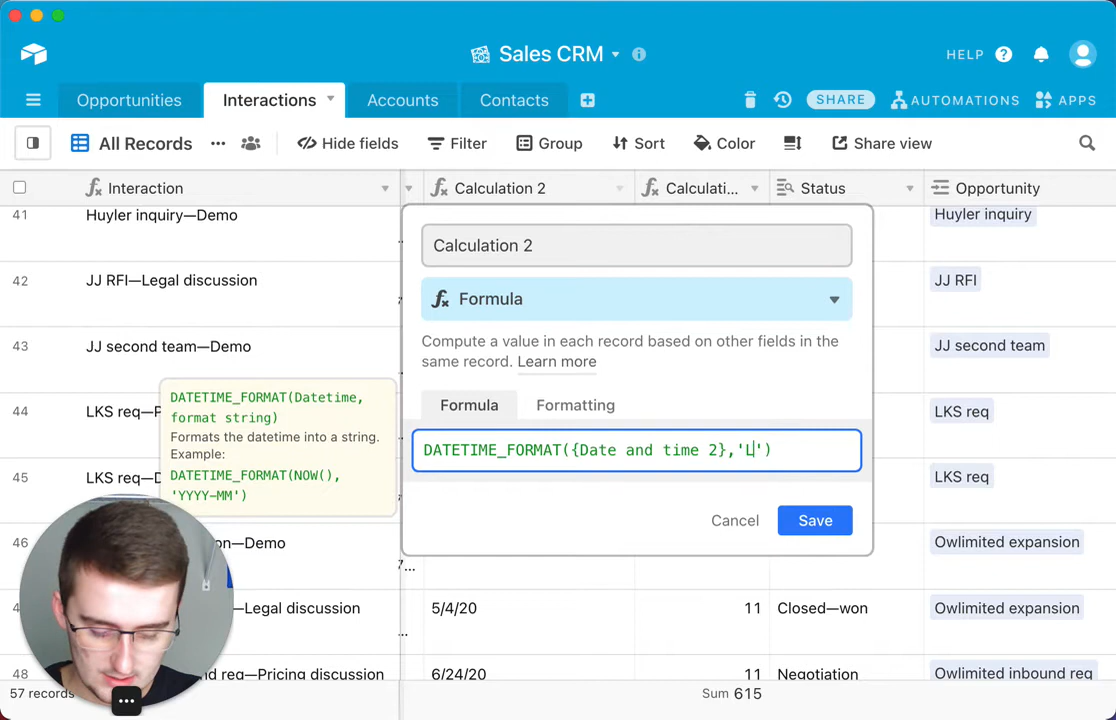 Sales CRM
HELP
Opportunities
Interactions
Accounts
Contacts
SHARE
AUTOMATIONS
APPS
All Records
Hide fields
Filter
Group
Sort
Color
Share view
Interaction
Calculation 2
Calculati...
Status
Opportunity
41
Huyler inquiry—Demo
Huyler inquiry
42
JJ RFI—Legal discussion
JJ RFI
43
JJ second team—Demo
JJ second team
44
LKS req
45
LKS req
46
—Demo
Owlimited expansion
—Legal discussion
5/4/20
11
Closed—won
Owlimited expansion
48
req—Pricing discussion
6/24/20
11
Negotiation
Owlimited inbound req
57 records
Sum 615
DATETIME_FORMAT(Datetime,
format string)
Formats the datetime into a string.
Example:
DATETIME_FORMAT(NOW(),
'YYYY-MM')
Calculation 2
Formula
Compute a value in each record based on other fields in the
same record. Learn more
Formula
Formatting
DATETIME_FORMAT({Date and time 2},'L')
Cancel
Save